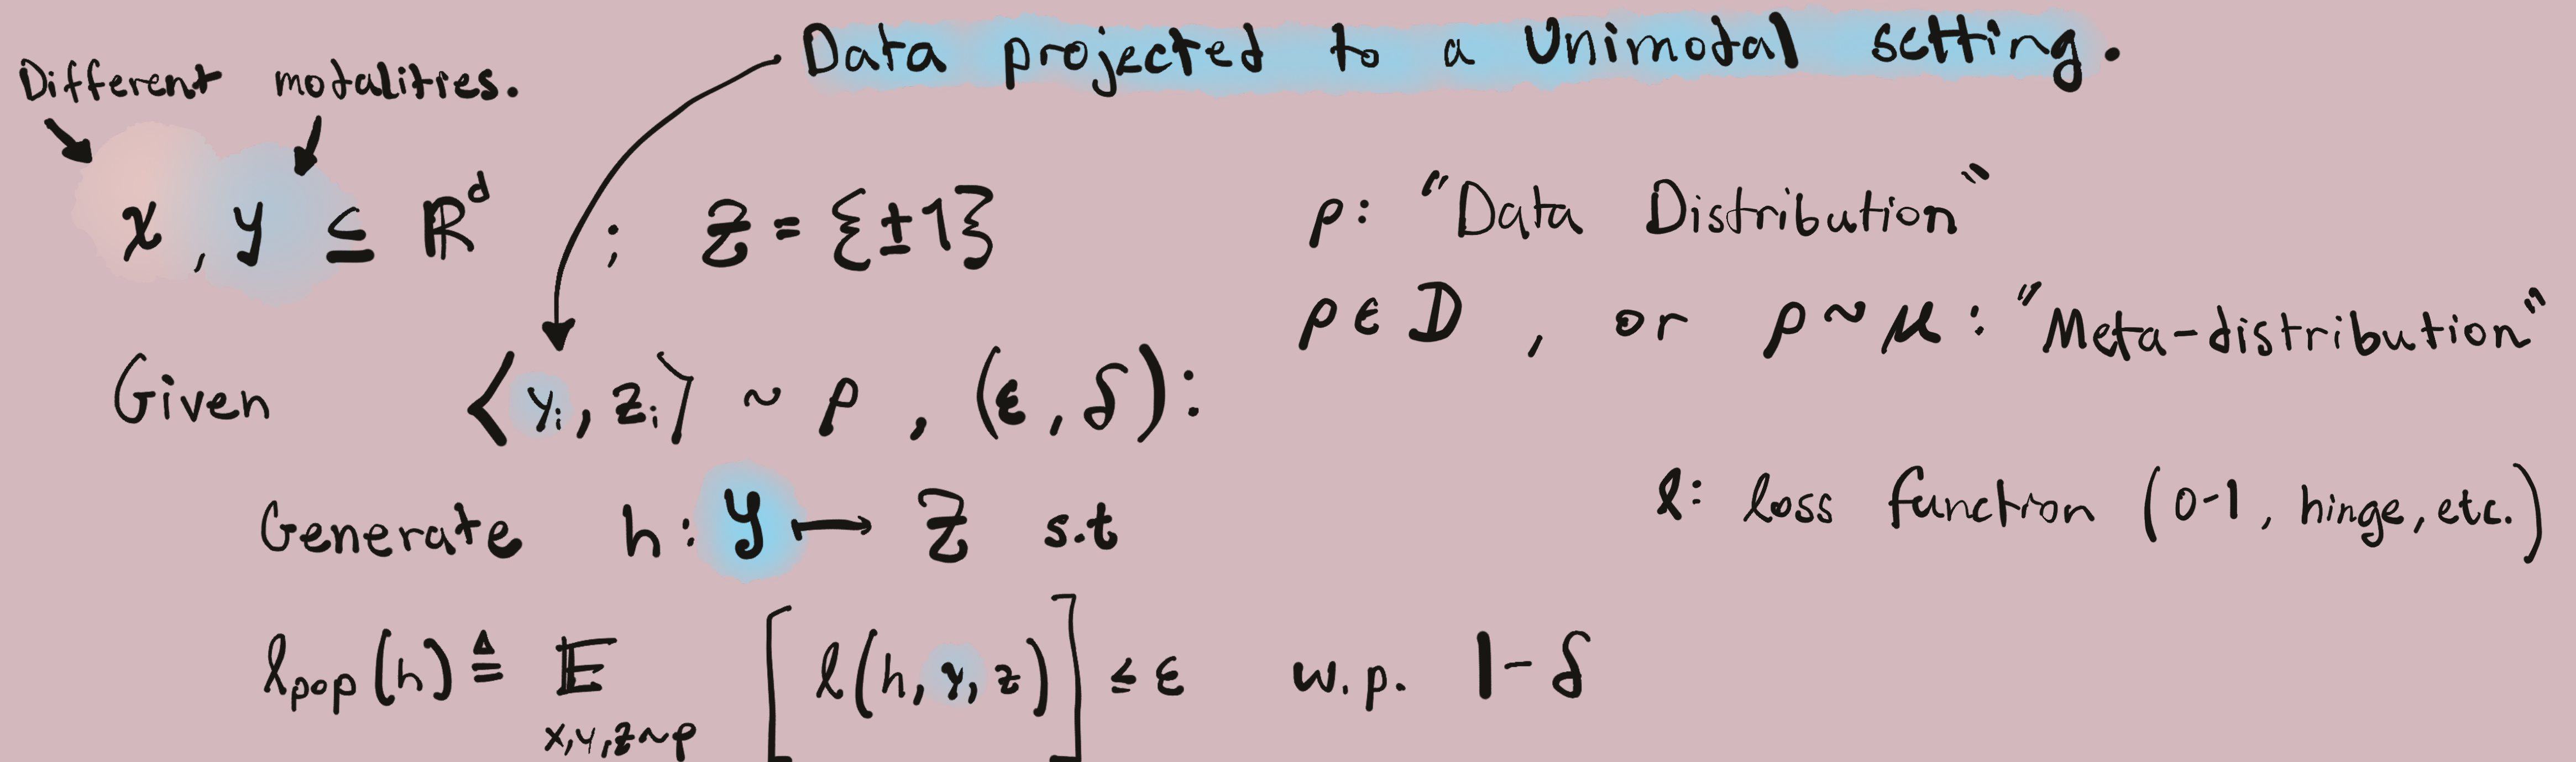 Data projected to a Unimodal setting.
Different modalities.
x, y ⊆ ℝ^d ; Z = {±1}
ρ: "Data Distribution"
ρ ∈ D, or ρ ~ μ: "Meta-distribution"
Given ⟨y_i, z_i⟩ ~ ρ, (ε, δ):
Generate h: y ↦ Z s.t
ℓ: loss function (0-1, hinge, etc.)
ℓ_pop(h) ≜ 𝔼_{x,y,z~ρ} [ℓ(h, y, z)] ≤ ε w.p. 1-δ